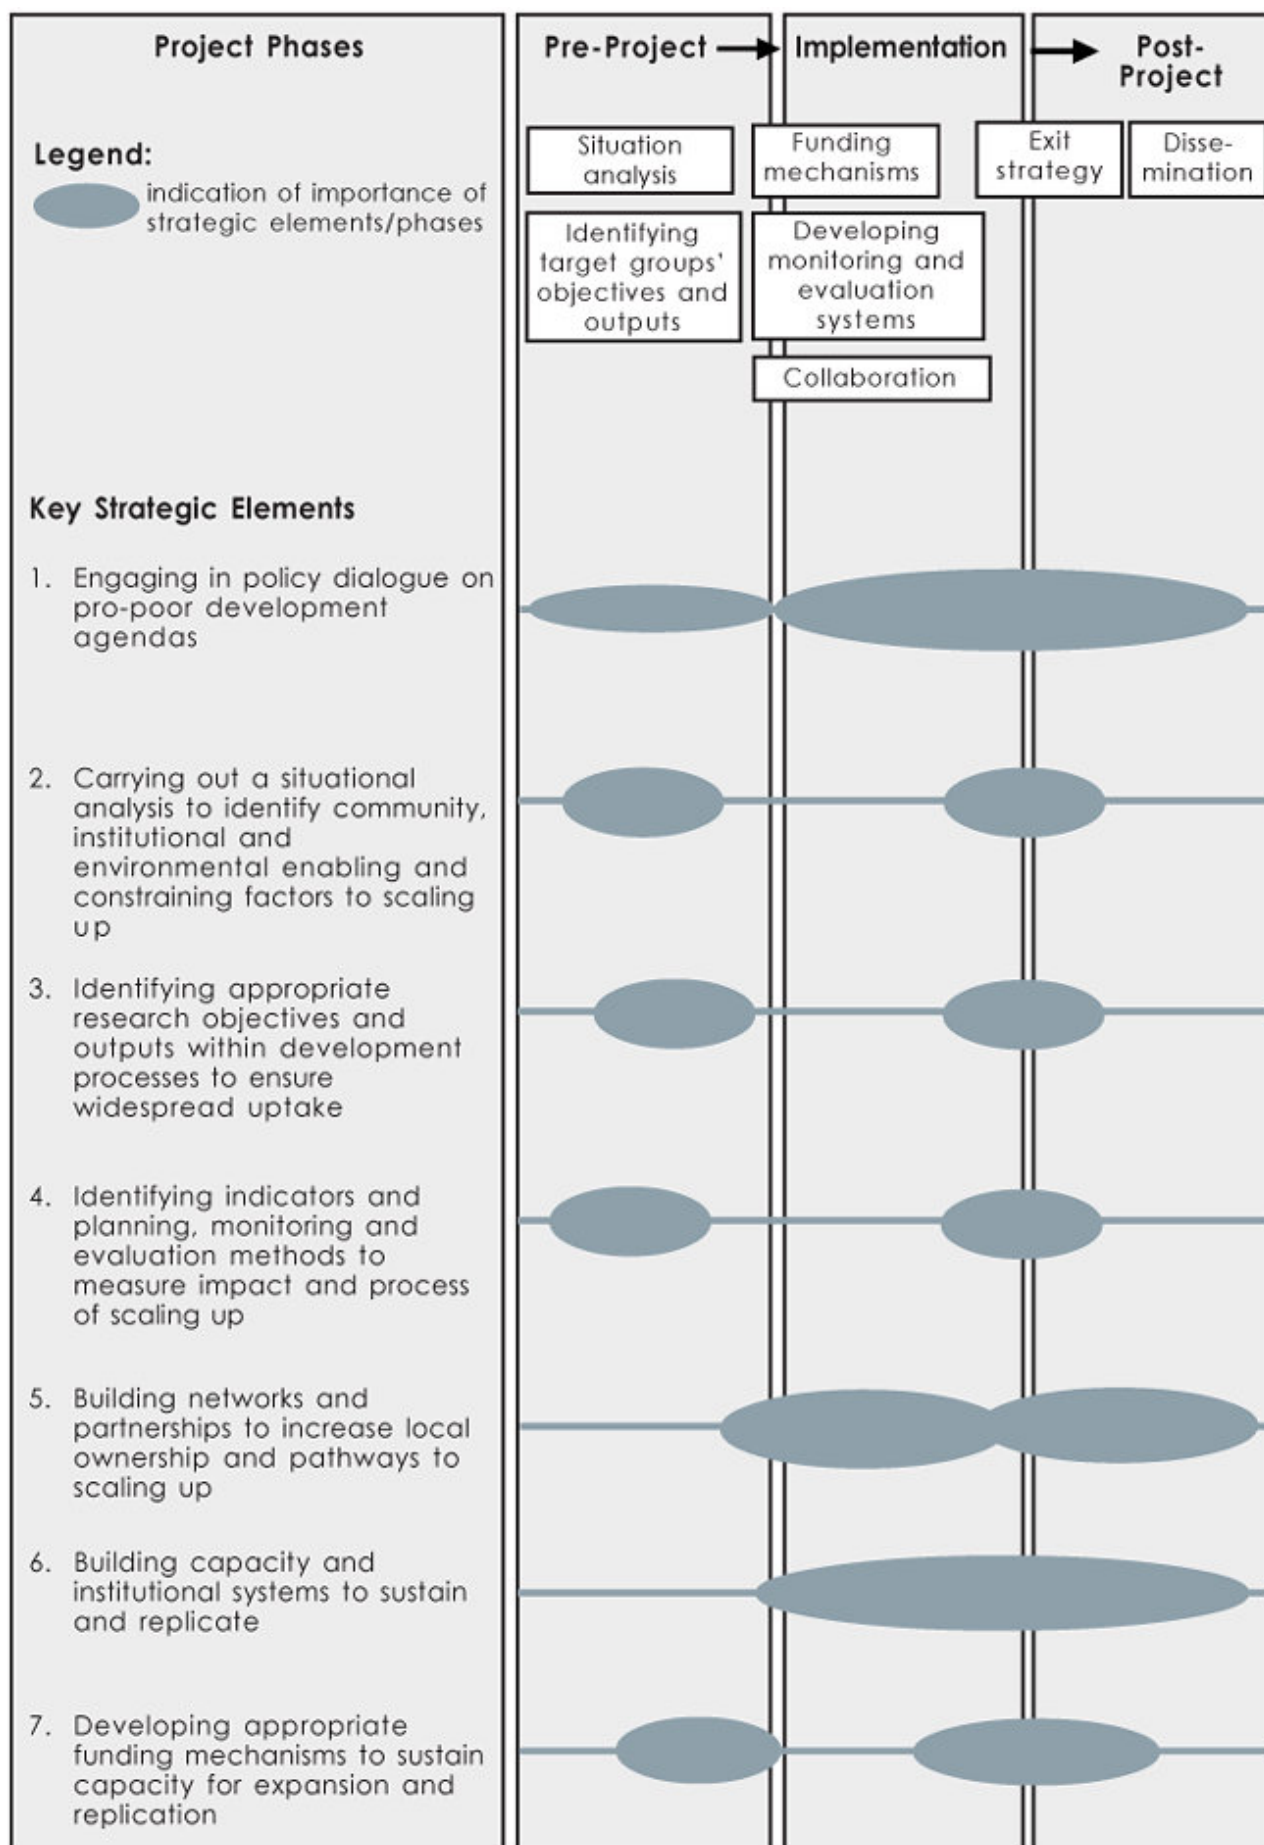 Project Phases
Pre-Project
Implementation
Post-
Project
Legend:
indication of importance of
strategic elements/phases
Situation
analysis
Funding
mechanisms
Exit
strategy
Disse-
mination
Identifying
target groups'
objectives and
outputs
Developing
monitoring and
evaluation
systems
Collaboration
Key Strategic Elements
1. Engaging in policy dialogue on
pro-poor development
agendas
2. Carrying out a situational
analysis to identify community,
institutional and
environmental enabling and
constraining factors to scaling
up
3. Identifying appropriate
research objectives and
outputs within development
processes to ensure
widespread uptake
4. Identifying indicators and
planning, monitoring and
evaluation methods to
measure impact and process
of scaling up
5. Building networks and
partnerships to increase local
ownership and pathways to
scaling up
6. Building capacity and
institutional systems to sustain
and replicate
7. Developing appropriate
funding mechanisms to sustain
capacity for expansion and
replication